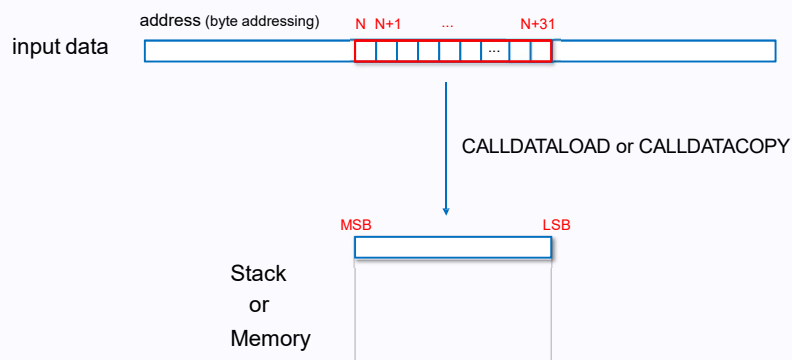 address (byte addressing)
N N+1 ... N+31
input data
...
CALLDATALOAD or CALLDATACOPY
MSB LSB
Stack
or
Memory